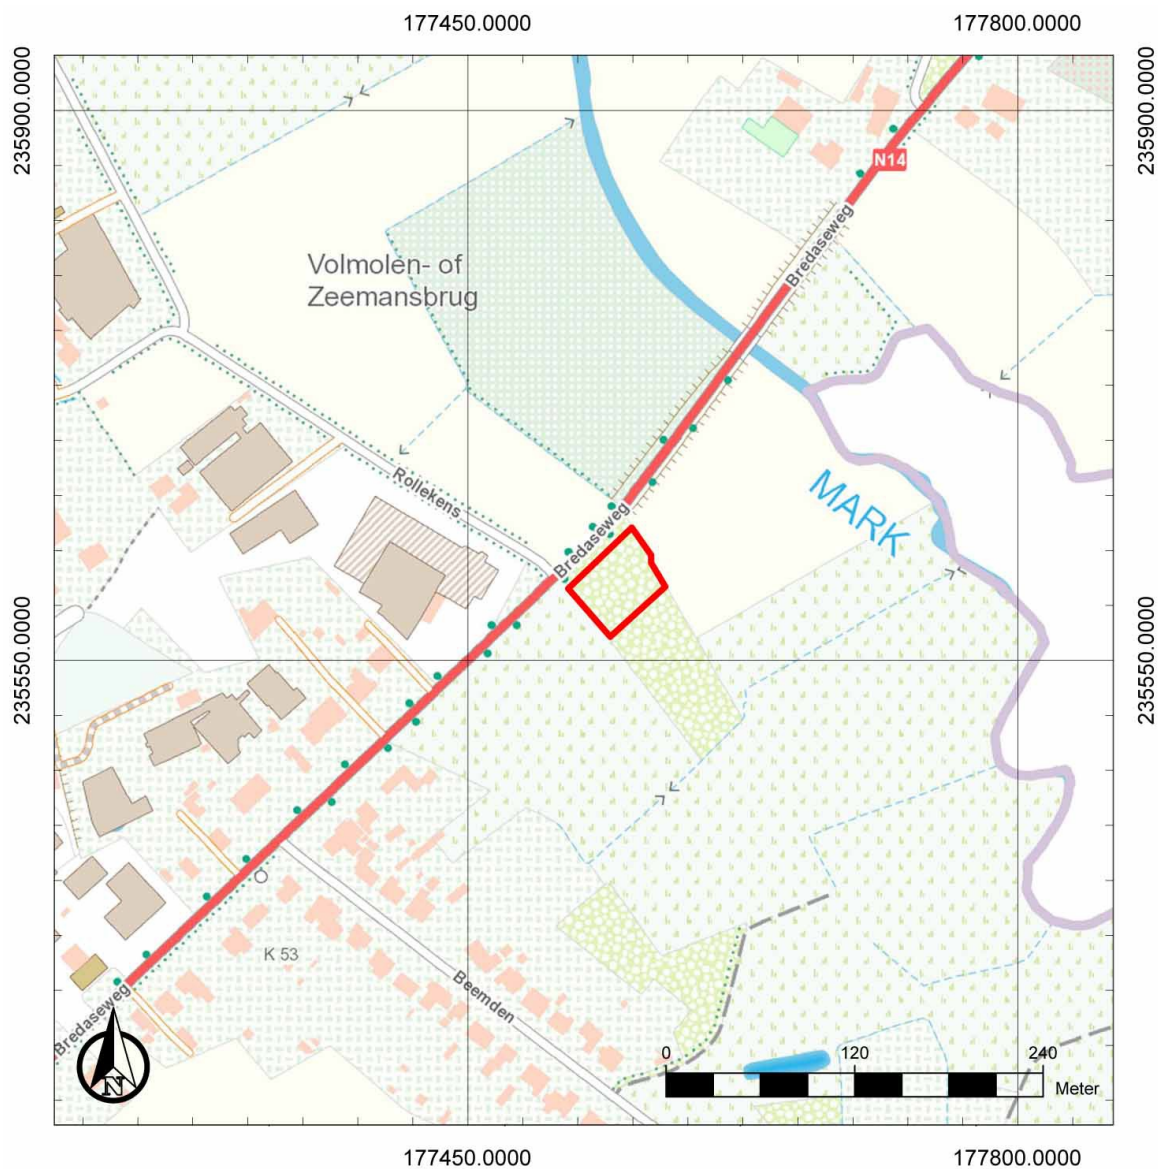 177450.0000
177800.0000
235900.0000
235900.0000
N14
Bredaseweg
Volmolen- of
Zeemansbrug
Rollekens
MARK
Bredaseweg
235550.0000
235550.0000
K 53
Beemden
Bredaseweg
N
0
120
240
Meter
177450.0000
177800.0000